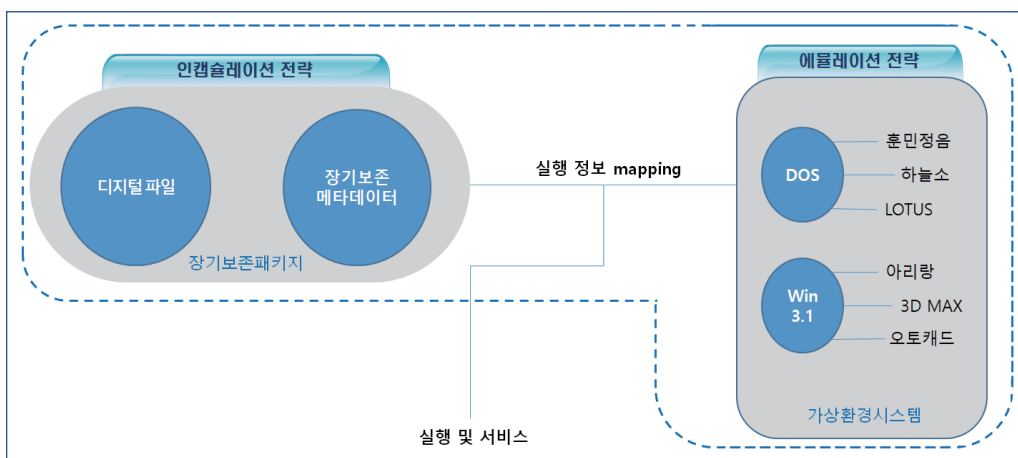 인캡슐레이션 전략
디지털 파일
장기보존
메타데이터
장기보존패키지
실행 정보 mapping
실행 및 서비스
에뮬레이션 전략
DOS
훈민정음
하늘소
LOTUS
Win
3.1
아리랑
3D MAX
오토캐드
가상환경시스템